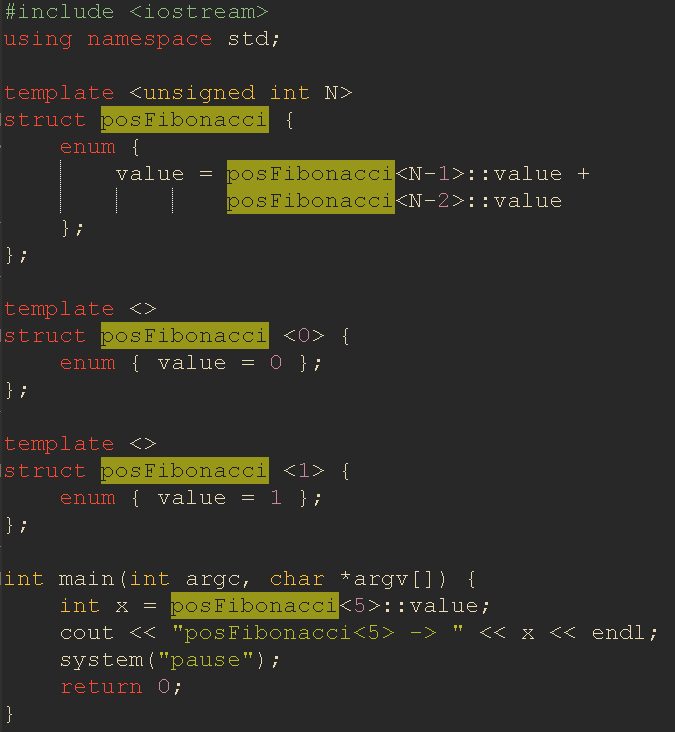 #include <iostream>
using namespace std;
template <unsigned int N>
struct posFibonacci {
enum {
value = posFibonacci<N-1>::value +
posFibonacci<N-2>::value
};
};
template <>
struct posFibonacci <0> {
enum { value = 0 };
};
template <>
struct posFibonacci <1> {
enum { value = 1 };
};
int main(int argc, char *argv[]) {
int x = posFibonacci<5>::value;
cout << "posFibonacci<5> -> " << x << endl;
system("pause");
return 0;
}